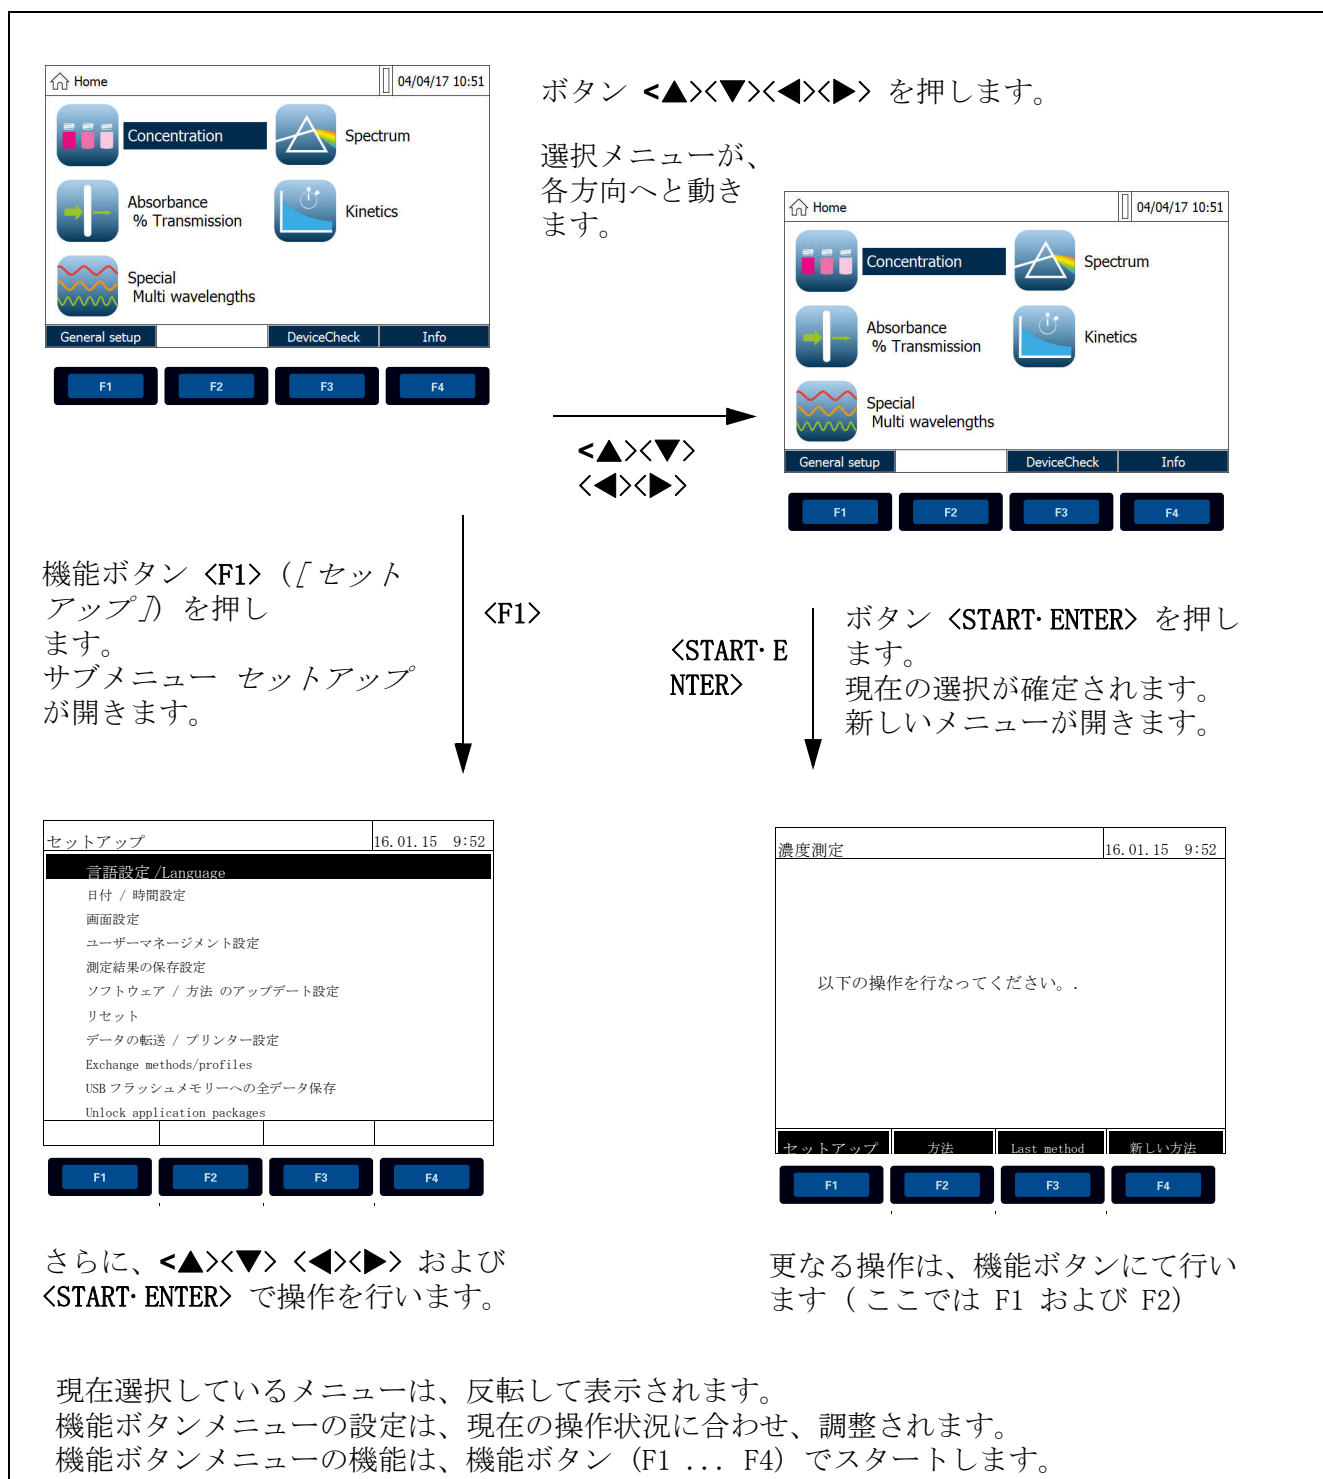 Home
04/04/17 10:51
Concentration
Spectrum
Absorbance
% Transmission
Kinetics
Special
Multi wavelengths
General setup
DeviceCheck
Info
F1
F2
F3
F4
ボタン <▲><▼><◀><▶> を押します。
選択メニューが、
各方向へと動き
ます。
Home
04/04/17 10:51
Concentration
Spectrum
Absorbance
% Transmission
Kinetics
Special
Multi wavelengths
General setup
DeviceCheck
Info
F1
F2
F3
F4
<▲><▼>
<◀><▶>
機能ボタン <F1> ([ セット
アップ ]) を押し
ます。
サブメニュー セットアップ
が開きます。
<F1>
<START·E
NTER>
ボタン <START·ENTER> を押し
ます。
現在の選択が確定されます。
新しいメニューが開きます。
セットアップ
16.01.15 9:52
言語設定 /Language
日付 / 時間設定
画面設定
ユーザーマネージメント設定
測定結果の保存設定
ソフトウェア / 方法 のアップデート設定
リセット
データの転送 / プリンター設定
Exchange methods/profiles
USB フラッシュメモリーへの全データ保存
Unlock application packages
F1
F2
F3
F4
濃度測定
16.01.15 9:52
以下の操作を行なってください。.
セットアップ
方法
Last method
新しい方法
F1
F2
F3
F4
さらに、<▲><▼> <◀><▶> および
<START·ENTER> で操作を行います。
更なる操作は、機能ボタンにて行い
ます ( ここでは F1 および F2)
現在選択しているメニューは、反転して表示されます。
機能ボタンメニューの設定は、現在の操作状況に合わせ、調整されます。
機能ボタンメニューの機能は、機能ボタン (F1 ... F4) でスタートします。